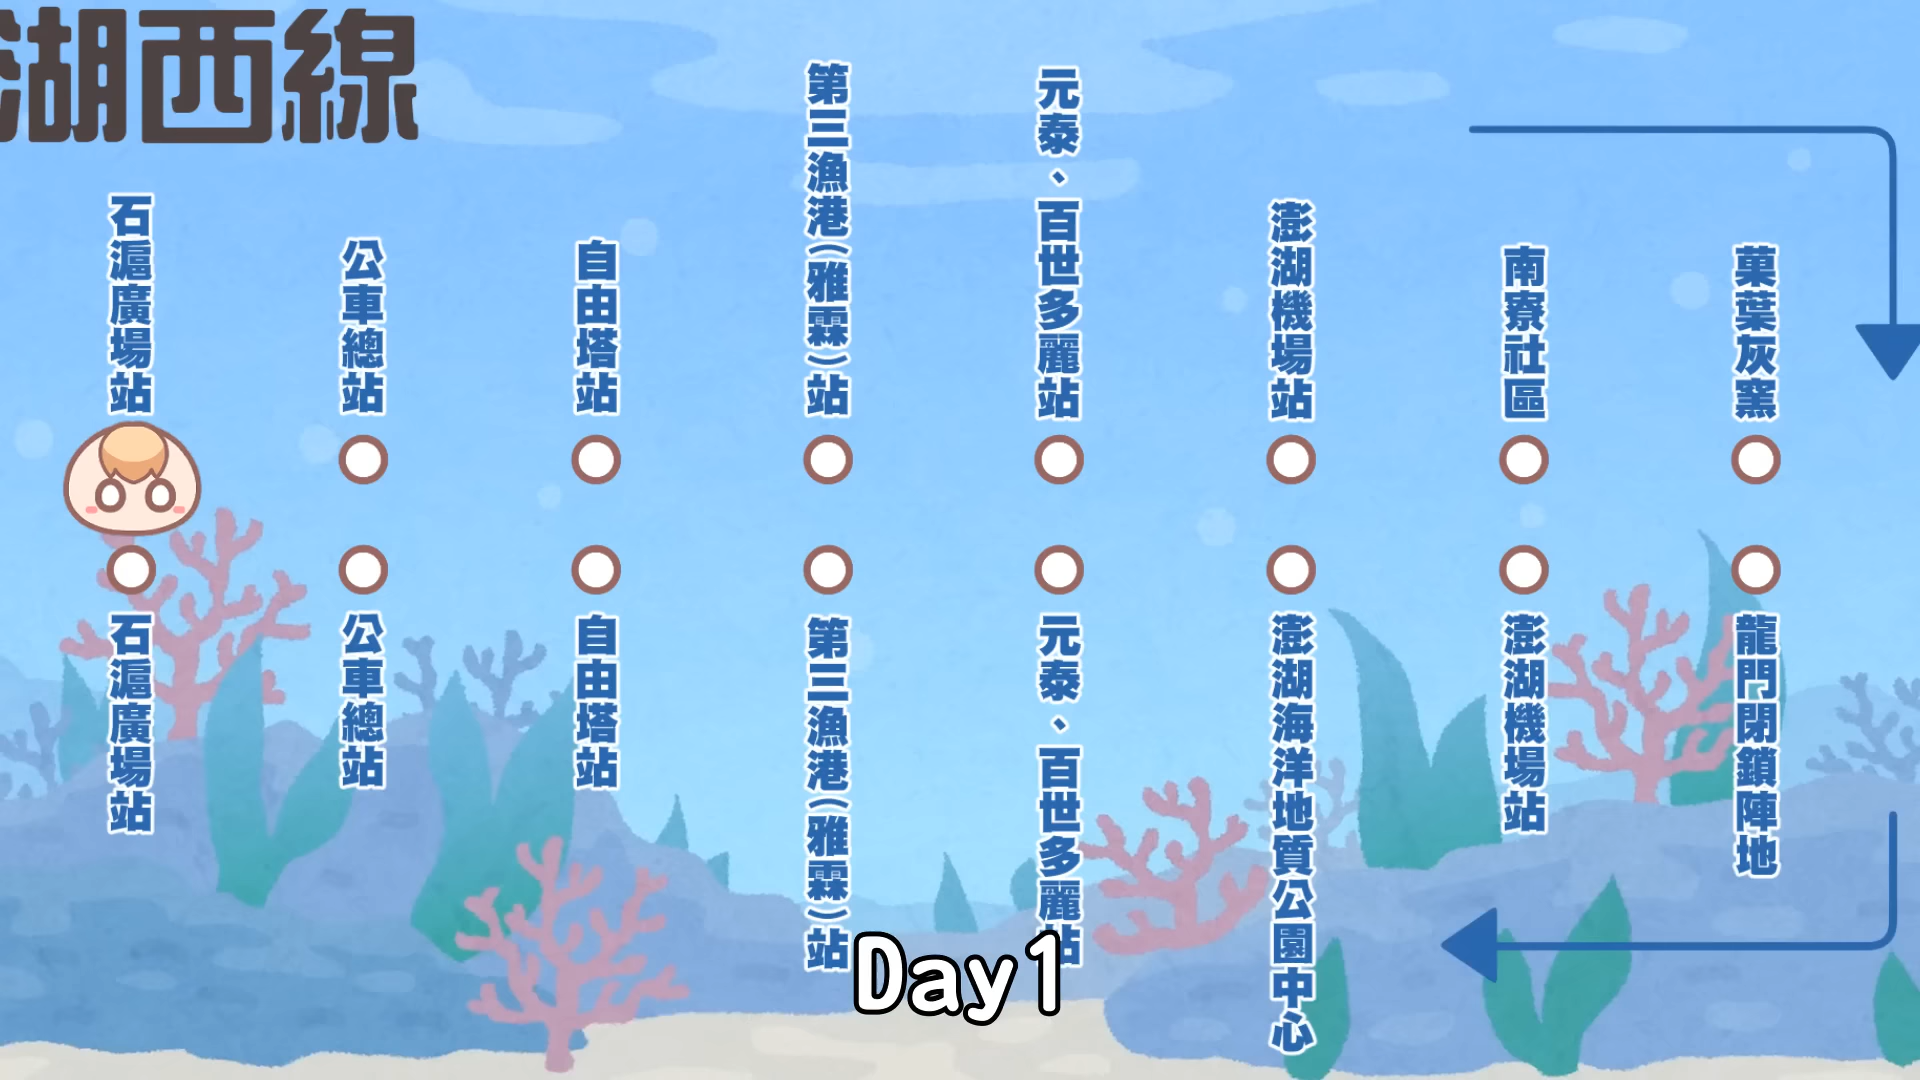 湖西線
石滬廣場站
公車總站
自由塔站
第三漁港(雅霖)站
元泰、百世多麗站
澎湖機場站
南寮社區
菓葉灰窯
石滬廣場站
公車總站
自由塔站
第三漁港(雅霖)站
元泰、百世多麗站
澎湖海洋地質公園中心
澎湖機場站
龍門閉鎖陣地
Day1